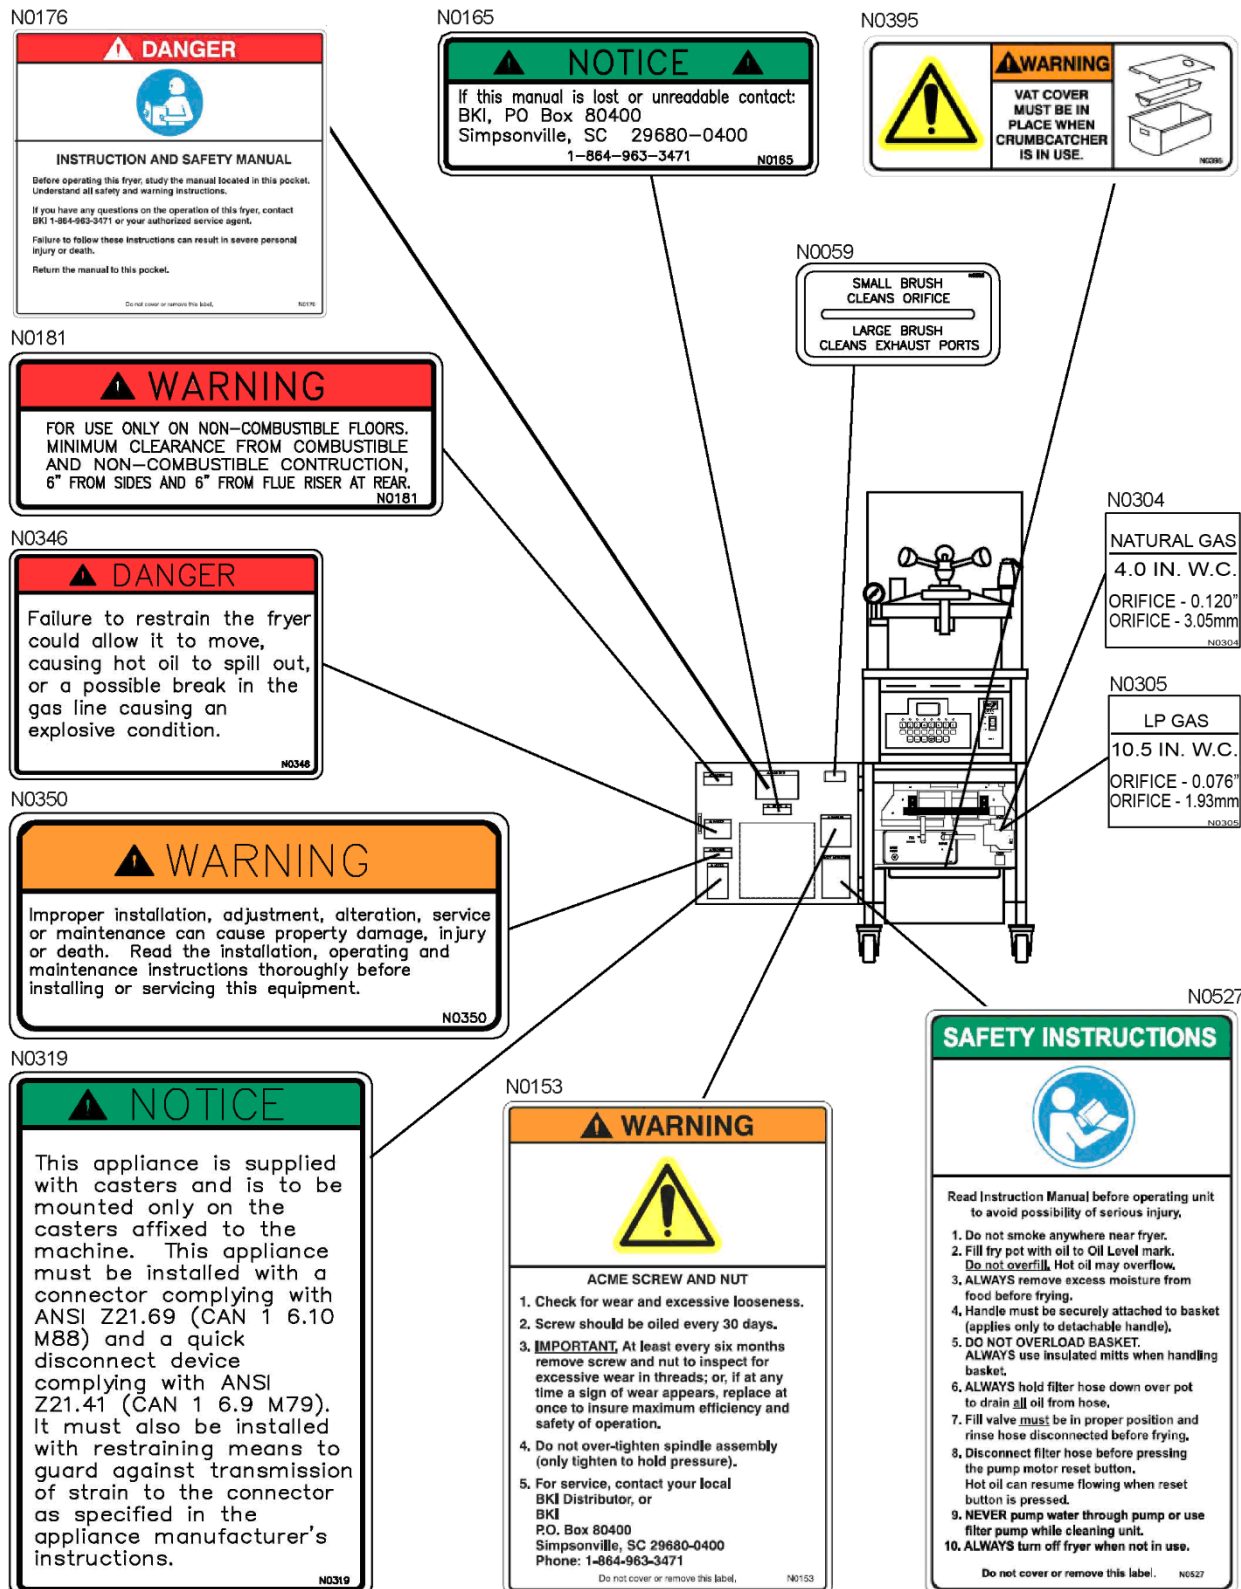 N0176
DANGER
INSTRUCTION AND SAFETY MANUAL
Before operating this fryer, study the manual located in this pocket.
Understand all safety and warning instructions.
If you have any questions on the operation of this fryer, contact
BKI 1-864-963-3471 or your authorized service agent.
Failure to follow these instructions can result in severe personal
injury or death.
Return the manual to this pocket.
Do not cover or remove this label.
N0176
N0165
NOTICE
If this manual is lost or unreadable contact:
BKI, PO Box 80400
Simpsonville, SC 29680-0400
1-864-963-3471
N0165
N0395
WARNING
VAT COVER
MUST BE IN
PLACE WHEN
CRUMBCATCHER
IS IN USE.
N0395
N0059
SMALL BRUSH
CLEANS ORIFICE
LARGE BRUSH
CLEANS EXHAUST PORTS
N0181
WARNING
FOR USE ONLY ON NON-COMBUSTIBLE FLOORS.
MINIMUM CLEARANCE FROM COMBUSTIBLE
AND NON-COMBUSTIBLE CONTRUCTION,
6" FROM SIDES AND 6" FROM FLUE RISER AT REAR.
N0181
N0346
DANGER
Failure to restrain the fryer
could allow it to move,
causing hot oil to spill out,
or a possible break in the
gas line causing an
explosive condition.
N0346
N0304
NATURAL GAS
4.0 IN. W.C.
ORIFICE - 0.120"
ORIFICE - 3.05mm
N0304
N0305
LP GAS
10.5 IN. W.C.
ORIFICE - 0.076"
ORIFICE - 1.93mm
N0305
N0350
WARNING
Improper installation, adjustment, alteration, service
or maintenance can cause property damage, injury
or death. Read the installation, operating and
maintenance instructions thoroughly before
installing or servicing this equipment.
N0350
N0319
NOTICE
This appliance is supplied
with casters and is to be
mounted only on the
casters affixed to the
machine. This appliance
must be installed with a
connector complying with
ANSI Z21.69 (CAN 1 6.10
M88) and a quick
disconnect device
complying with ANSI
Z21.41 (CAN 1 6.9 M79).
It must also be installed
with restraining means to
guard against transmission
of strain to the connector
as specified in the
appliance manufacturer's
instructions.
N0319
N0153
WARNING
ACME SCREW AND NUT
1. Check for wear and excessive looseness.
2. Screw should be oiled every 30 days.
3. IMPORTANT. At least every six months
remove screw and nut to inspect for
excessive wear in threads; or, if at any
time a sign of wear appears, replace at
once to insure maximum efficiency and
safety of operation.
4. Do not over-tighten spindle assembly
(only tighten to hold pressure).
5. For service, contact your local
BKI Distributor, or
BKI
P.O. Box 80400
Simpsonville, SC 29680-0400
Phone: 1-864-963-3471
Do not cover or remove this label.
N0153
N0527
SAFETY INSTRUCTIONS
Read Instruction Manual before operating unit
to avoid possibility of serious injury.
1. Do not smoke anywhere near fryer.
2. Fill fry pot with oil to Oil Level mark.
Do not overfill. Hot oil may overflow.
3. ALWAYS remove excess moisture from
food before frying.
4. Handle must be securely attached to basket
(applies only to detachable handle).
5. DO NOT OVERLOAD BASKET.
ALWAYS use insulated mitts when handling
basket.
6. ALWAYS hold filter hose down over pot
to drain all oil from hose.
7. Fill valve must be in proper position and
rinse hose disconnected before frying.
8. Disconnect filter hose before pressing
the pump motor reset button.
Hot oil can resume flowing when reset
button is pressed.
9. NEVER pump water through pump or use
filter pump while cleaning unit.
10. ALWAYS turn off fryer when not in use.
Do not cover or remove this label.
N0527